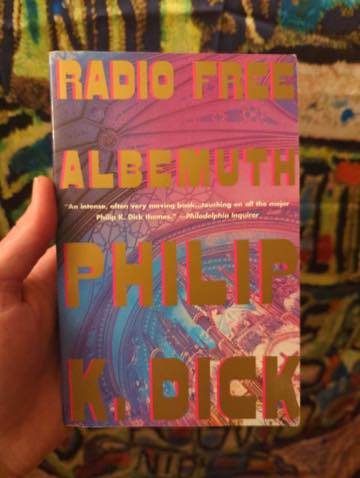 RADIO FREE
ALBEMUTH
"An intense, often very moving book...touching on all the major
Philip K. Dick themes." —Philadelphia Inquirer
PHILIP
K. DICK